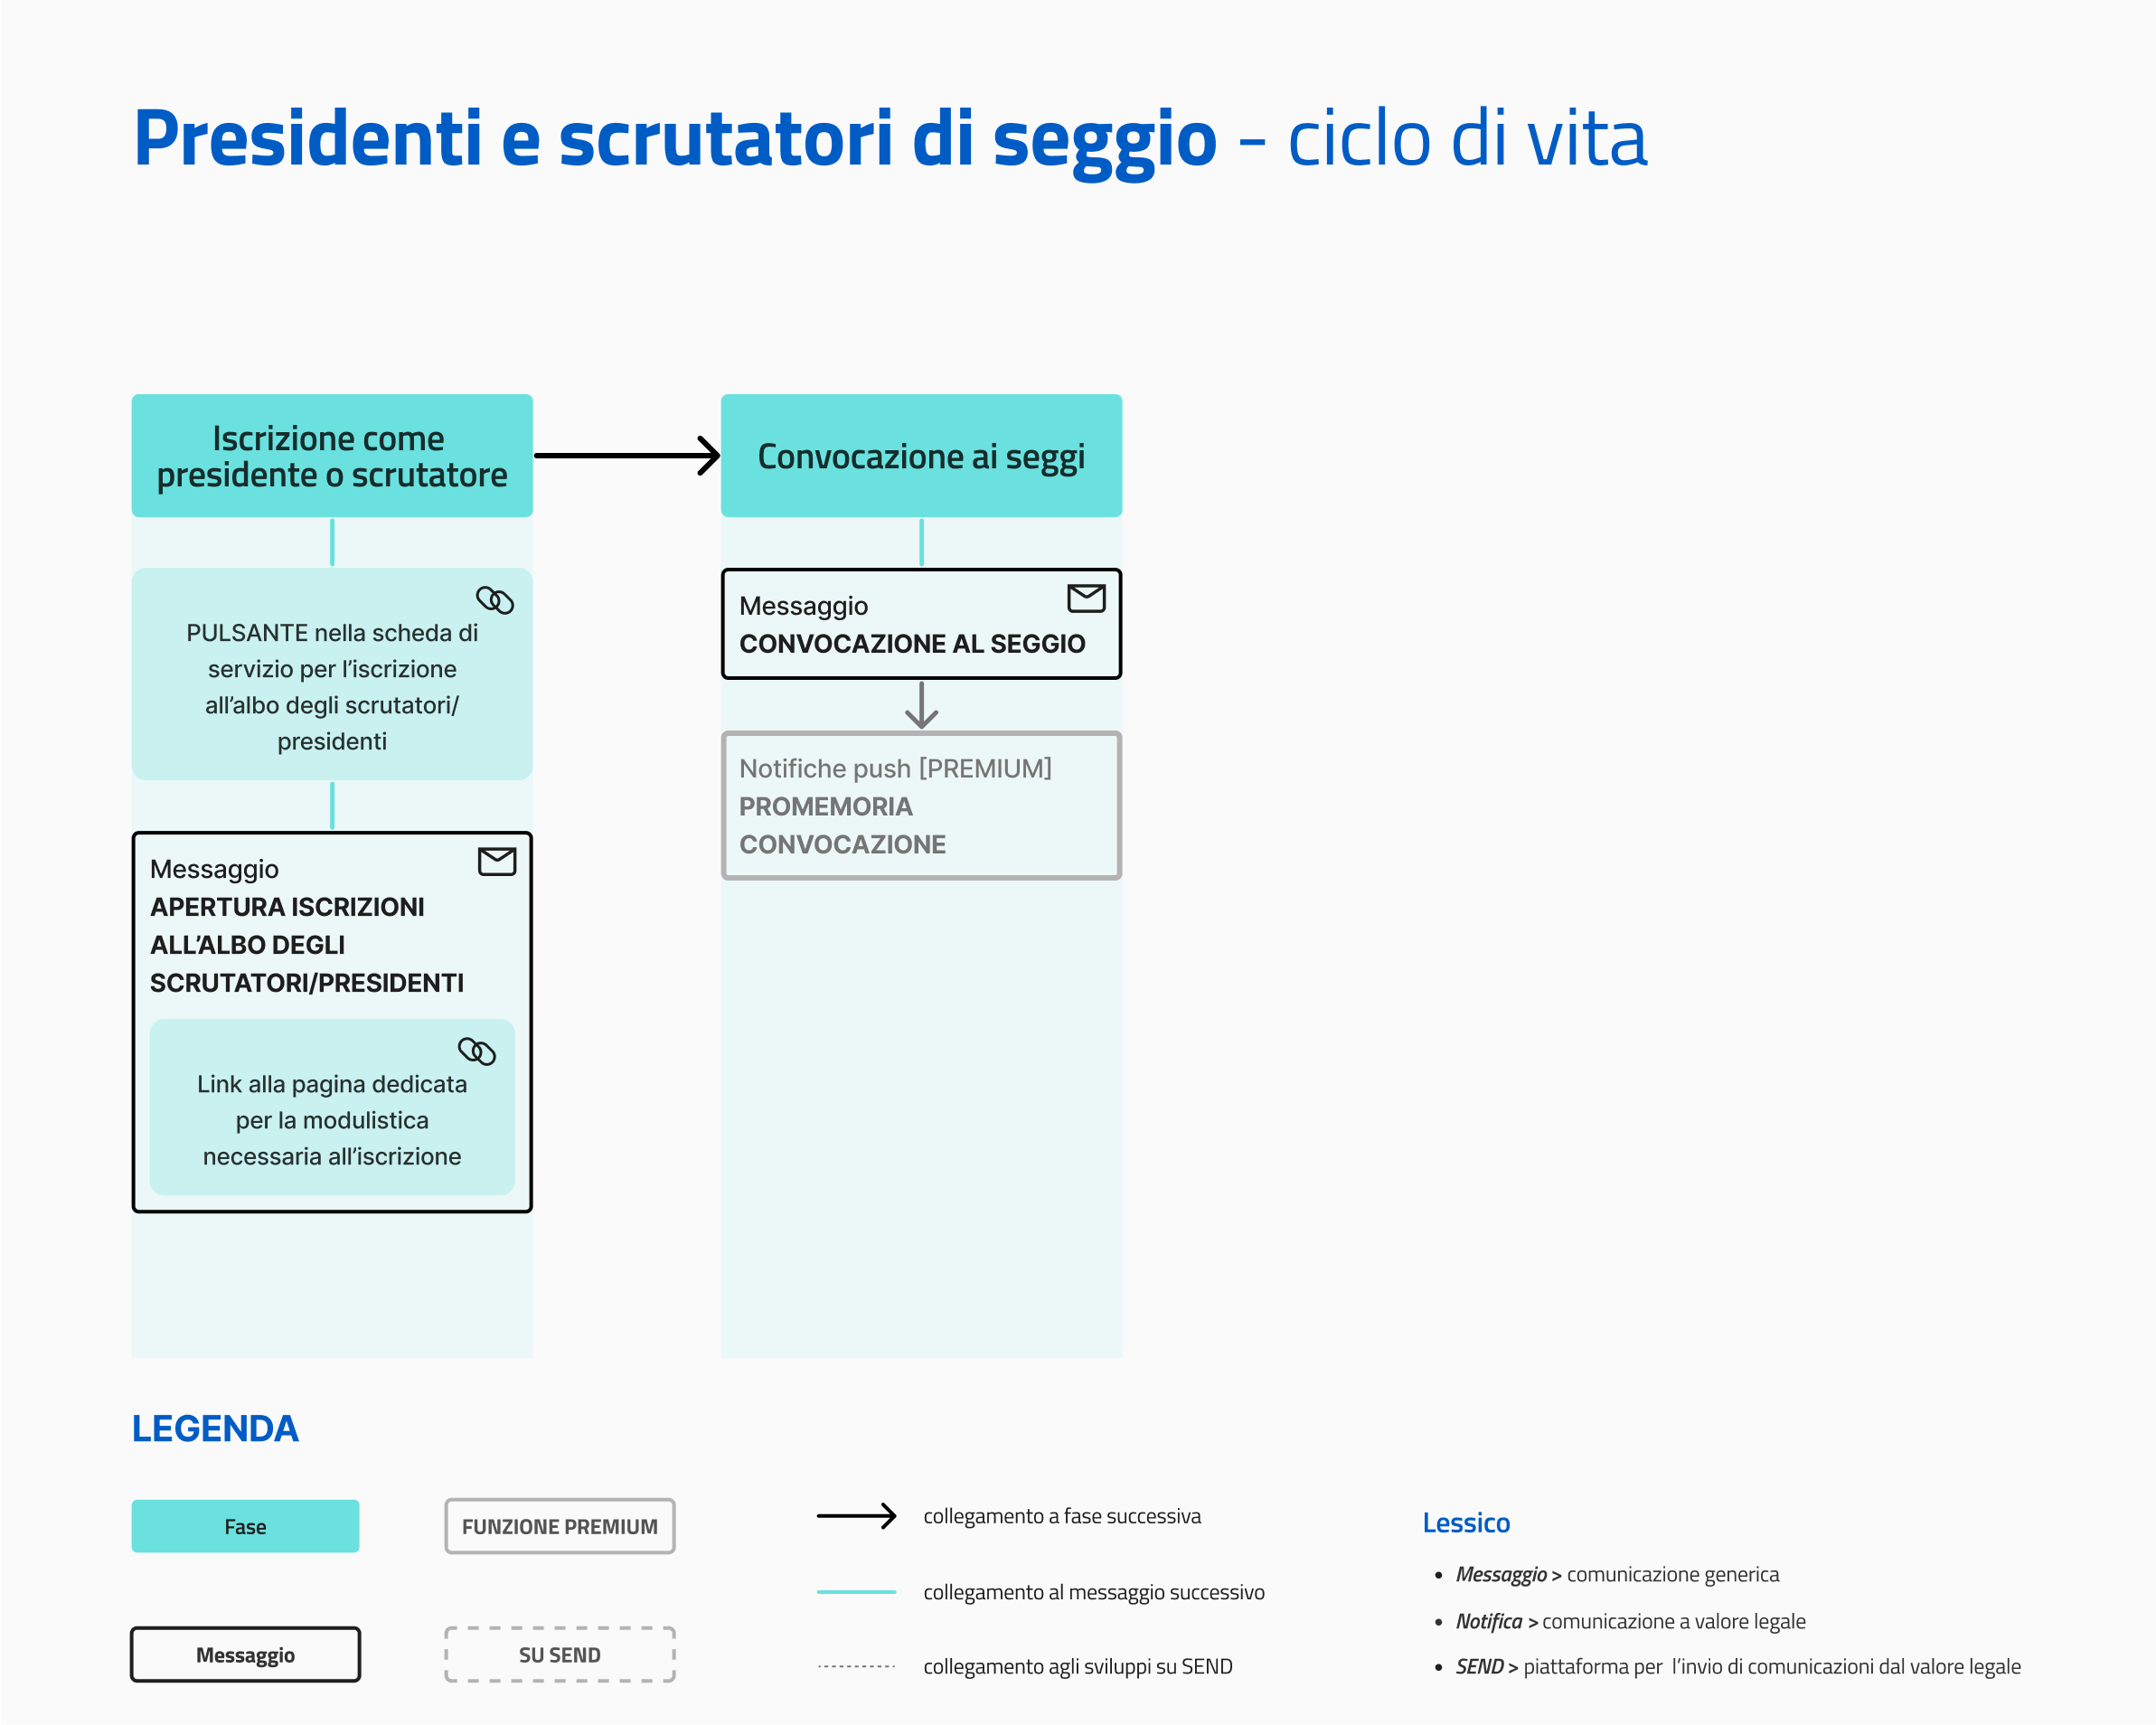 Presidenti e scrutatori di seggio - ciclo di vita
Iscrizione come
presidente o scrutatore
PULSANTE nella scheda di
servizio per l’iscrizione
all’albo degli scrutatori/
presidenti
Messaggio
APERTURA ISCRIZIONI
ALL’ALBO DEGLI
SCRUTATORI/PRESIDENTI
Link alla pagina dedicata
per la modulistica
necessaria all’iscrizione
Convocazione ai seggi
Messaggio
CONVOCAZIONE AL SEGGIO
Notifiche push [PREMIUM]
PROMEMORIA
CONVOCAZIONE
LEGENDA
Fase
FUNZIONE PREMIUM
Messaggio
SU SEND
collegamento a fase successiva
collegamento al messaggio successivo
collegamento agli sviluppi su SEND
Lessico
• Messaggio > comunicazione generica
• Notifica > comunicazione a valore legale
• SEND > piattaforma per l’invio di comunicazioni dal valore legale